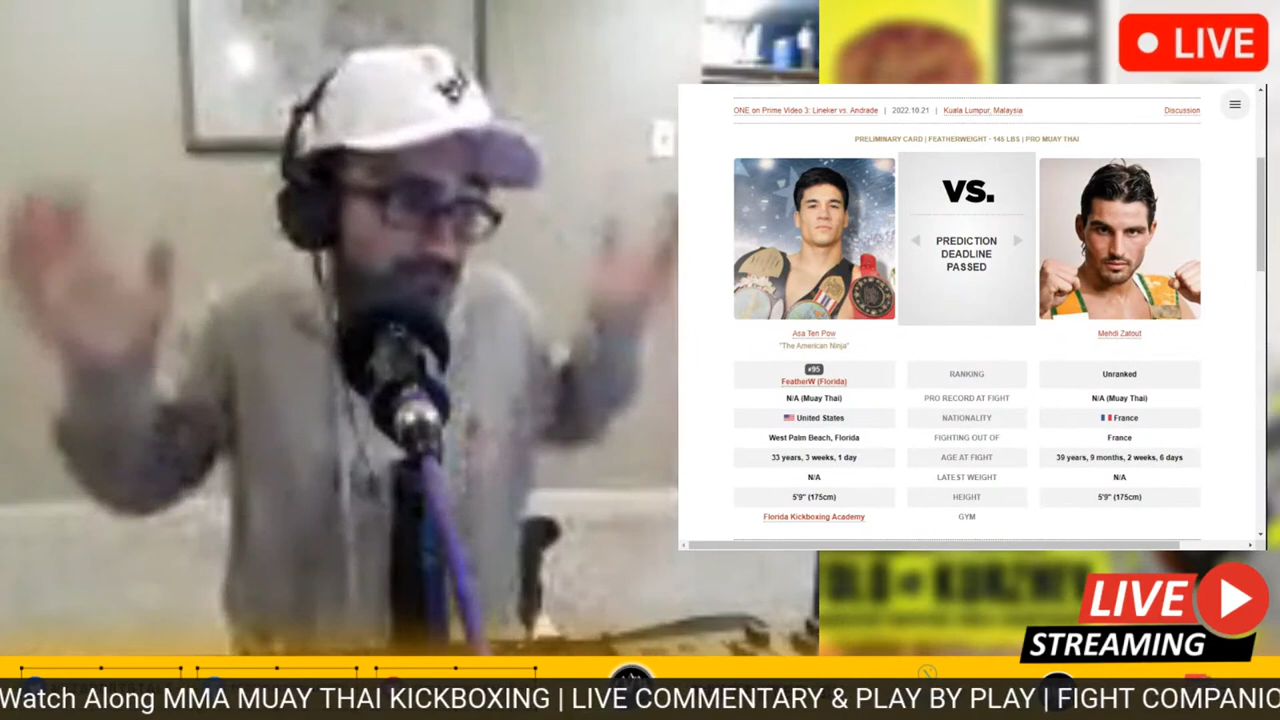 LIVE
ONE on Prime Video 3: Lineker vs. Andrade | 2022.10.21 | Kuala Lumpur, Malaysia
Discussion
PRELIMINARY CARD | FEATHERWEIGHT · 145 LBS | PRO MUAY THAI
VS.
PREDICTION
DEADLINE
PASSED
Asa Ten Pow
Mehdi Zatout
"The American Ninja"
#95
FeatherW (Florida)
RANKING
Unranked
N/A (Muay Thai)
PRO RECORD AT FIGHT
N/A (Muay Thai)
United States
NATIONALITY
France
West Palm Beach, Florida
FIGHTING OUT OF
France
33 years, 3 weeks, 1 day
AGE AT FIGHT
39 years, 9 months, 2 weeks, 6 days
N/A
LATEST WEIGHT
N/A
5'9" (175cm)
HEIGHT
5'9" (175cm)
Florida Kickboxing Academy
GYM
LIVE
STREAMING
Watch Along MMA MUAY THAI KICKBOXING | LIVE COMMENTARY & PLAY BY PLAY | FIGHT COMPANIO